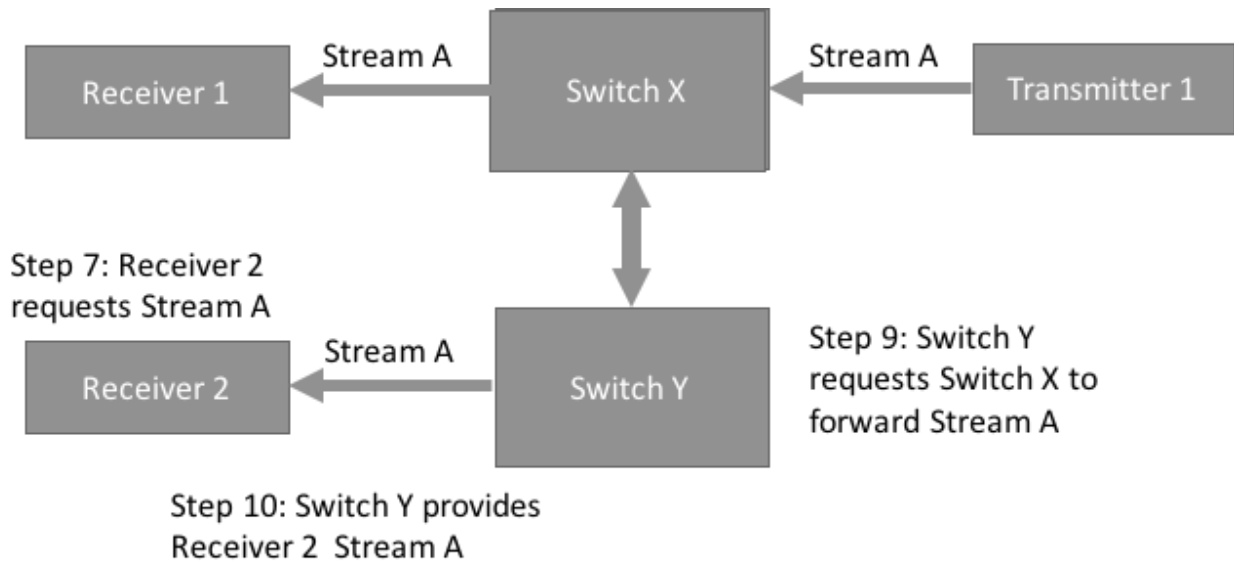 Stream A
Stream A
Receiver 1
Switch X
Transmitter 1
Step 7: Receiver 2
requests Stream A
Stream A
Receiver 2
Switch Y
Step 9: Switch Y
requests Switch X to
forward Stream A
Step 10: Switch Y provides
Receiver 2 Stream A